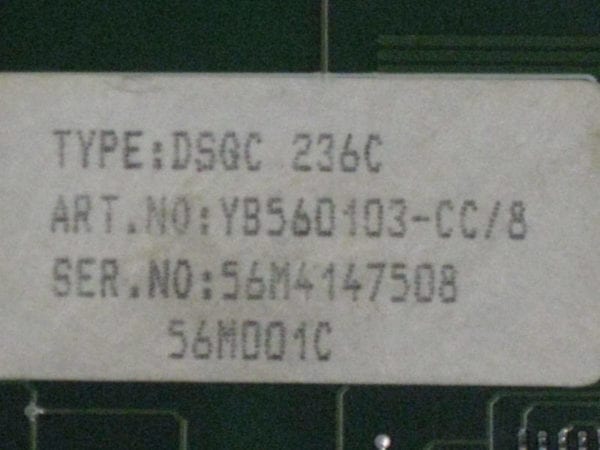 TYPE:DSQC 236C
ART.NO:YB560103-CC/8
SER.NO:56M4147508
56M001C